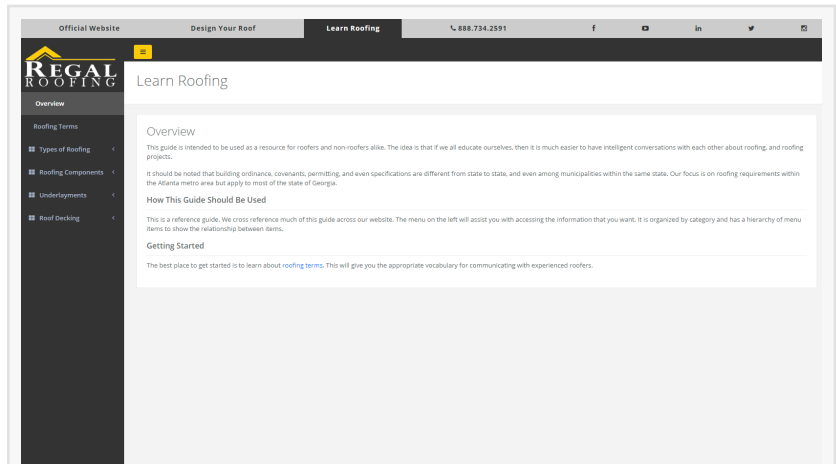 Official Website
Design Your Roof
Learn Roofing
888.734.2591
REGAL
ROOFING
Learn Roofing
Overview
Roofing Terms
Types of Roofing
Roofing Components
Underlayments
Roof Decking
Overview
This guide is intended to be used as a resource for roofers and non-roofers alike. The idea is that if we all educate ourselves, then it is much easier to have intelligent conversations with each other about roofing, and roofing
projects.
It should be noted that building ordinance, covenants, permitting, and even specifications are different from state to state, and even among municipalities within the same state. Our focus is on roofing requirements within
the Atlanta metro area but apply to most of the state of Georgia.
How This Guide Should Be Used
This is a reference guide. We cross reference much of this guide across our website. The menu on the left will assist you with accessing the information that you want. It is organized by category and has a hierarchy of menu
items to show the relationship between items.
Getting Started
The best place to get started is to learn about roofing terms. This will give you the appropriate vocabulary for communicating with experienced roofers.